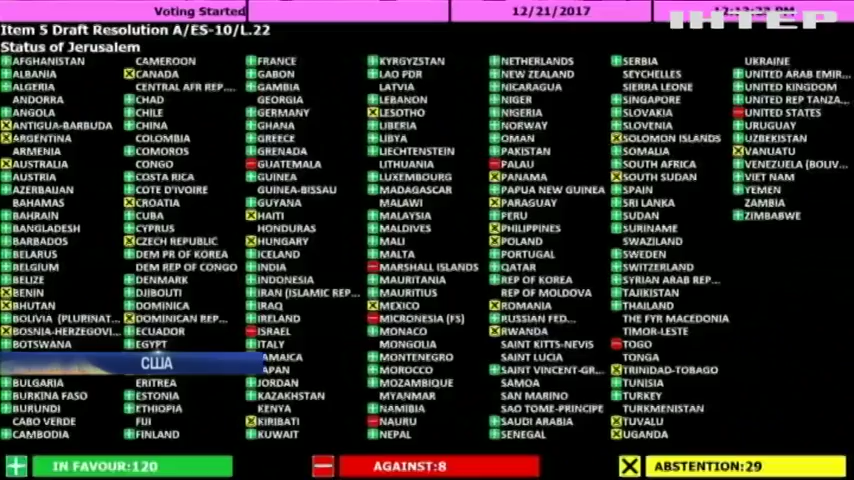 Voting Started
12/21/2017
ІНТЕР
Item 5 Draft Resolution A/ES-10/L.22
Status of Jerusalem
AFGHANISTAN
ALBANIA
ALGERIA
ANDORRA
ANGOLA
ANTIGUA-BARBUDA
ARGENTINA
ARMENIA
AUSTRALIA
AUSTRIA
AZERBAIJAN
BAHAMAS
BAHRAIN
BANGLADESH
BARBADOS
BELARUS
BELGIUM
BELIZE
BENIN
BHUTAN
BOLIVIA (PLURINAT...
BOSNIA-HERZEGOVI...
BOTSWANA
США
BULGARIA
BURKINA FASO
BURUNDI
CABO VERDE
CAMBODIA
CAMEROON
CANADA
CENTRAL AFR REP...
CHAD
CHILE
CHINA
COLOMBIA
COMOROS
CONGO
COSTA RICA
COTE D'IVOIRE
CROATIA
CUBA
CYPRUS
CZECH REPUBLIC
DEM PR OF KOREA
DEM REP OF CONGO
DENMARK
DJIBOUTI
DOMINICA
DOMINICAN REP...
ECUADOR
EGYPT
ERITREA
ESTONIA
ETHIOPIA
FIJI
FINLAND
FRANCE
GABON
GAMBIA
GEORGIA
GERMANY
GHANA
GREECE
GRENADA
GUATEMALA
GUINEA
GUINEA-BISSAU
GUYANA
HAITI
HONDURAS
HUNGARY
ICELAND
INDIA
INDONESIA
IRAN (ISLAMIC REP...
IRAQ
IRELAND
ISRAEL
ITALY
AMAICA
APAN
JORDAN
KAZAKHSTAN
KENYA
KIRIBATI
KUWAIT
KYRGYZSTAN
LAO PDR
LATVIA
LEBANON
LESOTHO
LIBERIA
LIBYA
LIECHTENSTEIN
LITHUANIA
LUXEMBOURG
MADAGASCAR
MALAWI
MALAYSIA
MALDIVES
MALI
MALTA
MARSHALL ISLANDS
MAURITANIA
MAURITIUS
MEXICO
MICRONESIA (FS)
MONACO
MONGOLIA
MONTENEGRO
MOROCCO
MOZAMBIQUE
MYANMAR
NAMIBIA
NAURU
NEPAL
NETHERLANDS
NEW ZEALAND
NICARAGUA
NIGER
NIGERIA
NORWAY
OMAN
PAKISTAN
PALAU
PANAMA
PAPUA NEW GUINEA
PARAGUAY
PERU
PHILIPPINES
POLAND
PORTUGAL
QATAR
REP OF KOREA
REP OF MOLDOVA
ROMANIA
RUSSIAN FED...
RWANDA
SAINT KITTS-NEVIS
SAINT LUCIA
SAINT VINCENT-GR...
SAMOA
SAN MARINO
SAO TOME-PRINCIPE
SAUDI ARABIA
SENEGAL
SERBIA
SEYCHELLES
SIERRA LEONE
SINGAPORE
SLOVAKIA
SLOVENIA
SOLOMON ISLANDS
SOMALIA
SOUTH AFRICA
SOUTH SUDAN
SPAIN
SRI LANKA
SUDAN
SURINAME
SWAZILAND
SWEDEN
SWITZERLAND
SYRIAN ARAB REP...
TAJIKISTAN
THAILAND
THE FYR MACEDONIA
TIMOR-LESTE
TOGO
TONGA
TRINIDAD-TOBAGO
TUNISIA
TURKEY
TURKMENISTAN
TUVALU
UGANDA
UKRAINE
UNITED ARAB EMIR...
UNITED KINGDOM
UNITED REP TANZA...
UNITED STATES
URUGUAY
UZBEKISTAN
VANUATU
VENEZUELA (BOLIV...
VIET NAM
YEMEN
ZAMBIA
ZIMBABWE
IN FAVOUR:120
AGAINST:8
ABSTENTION:29